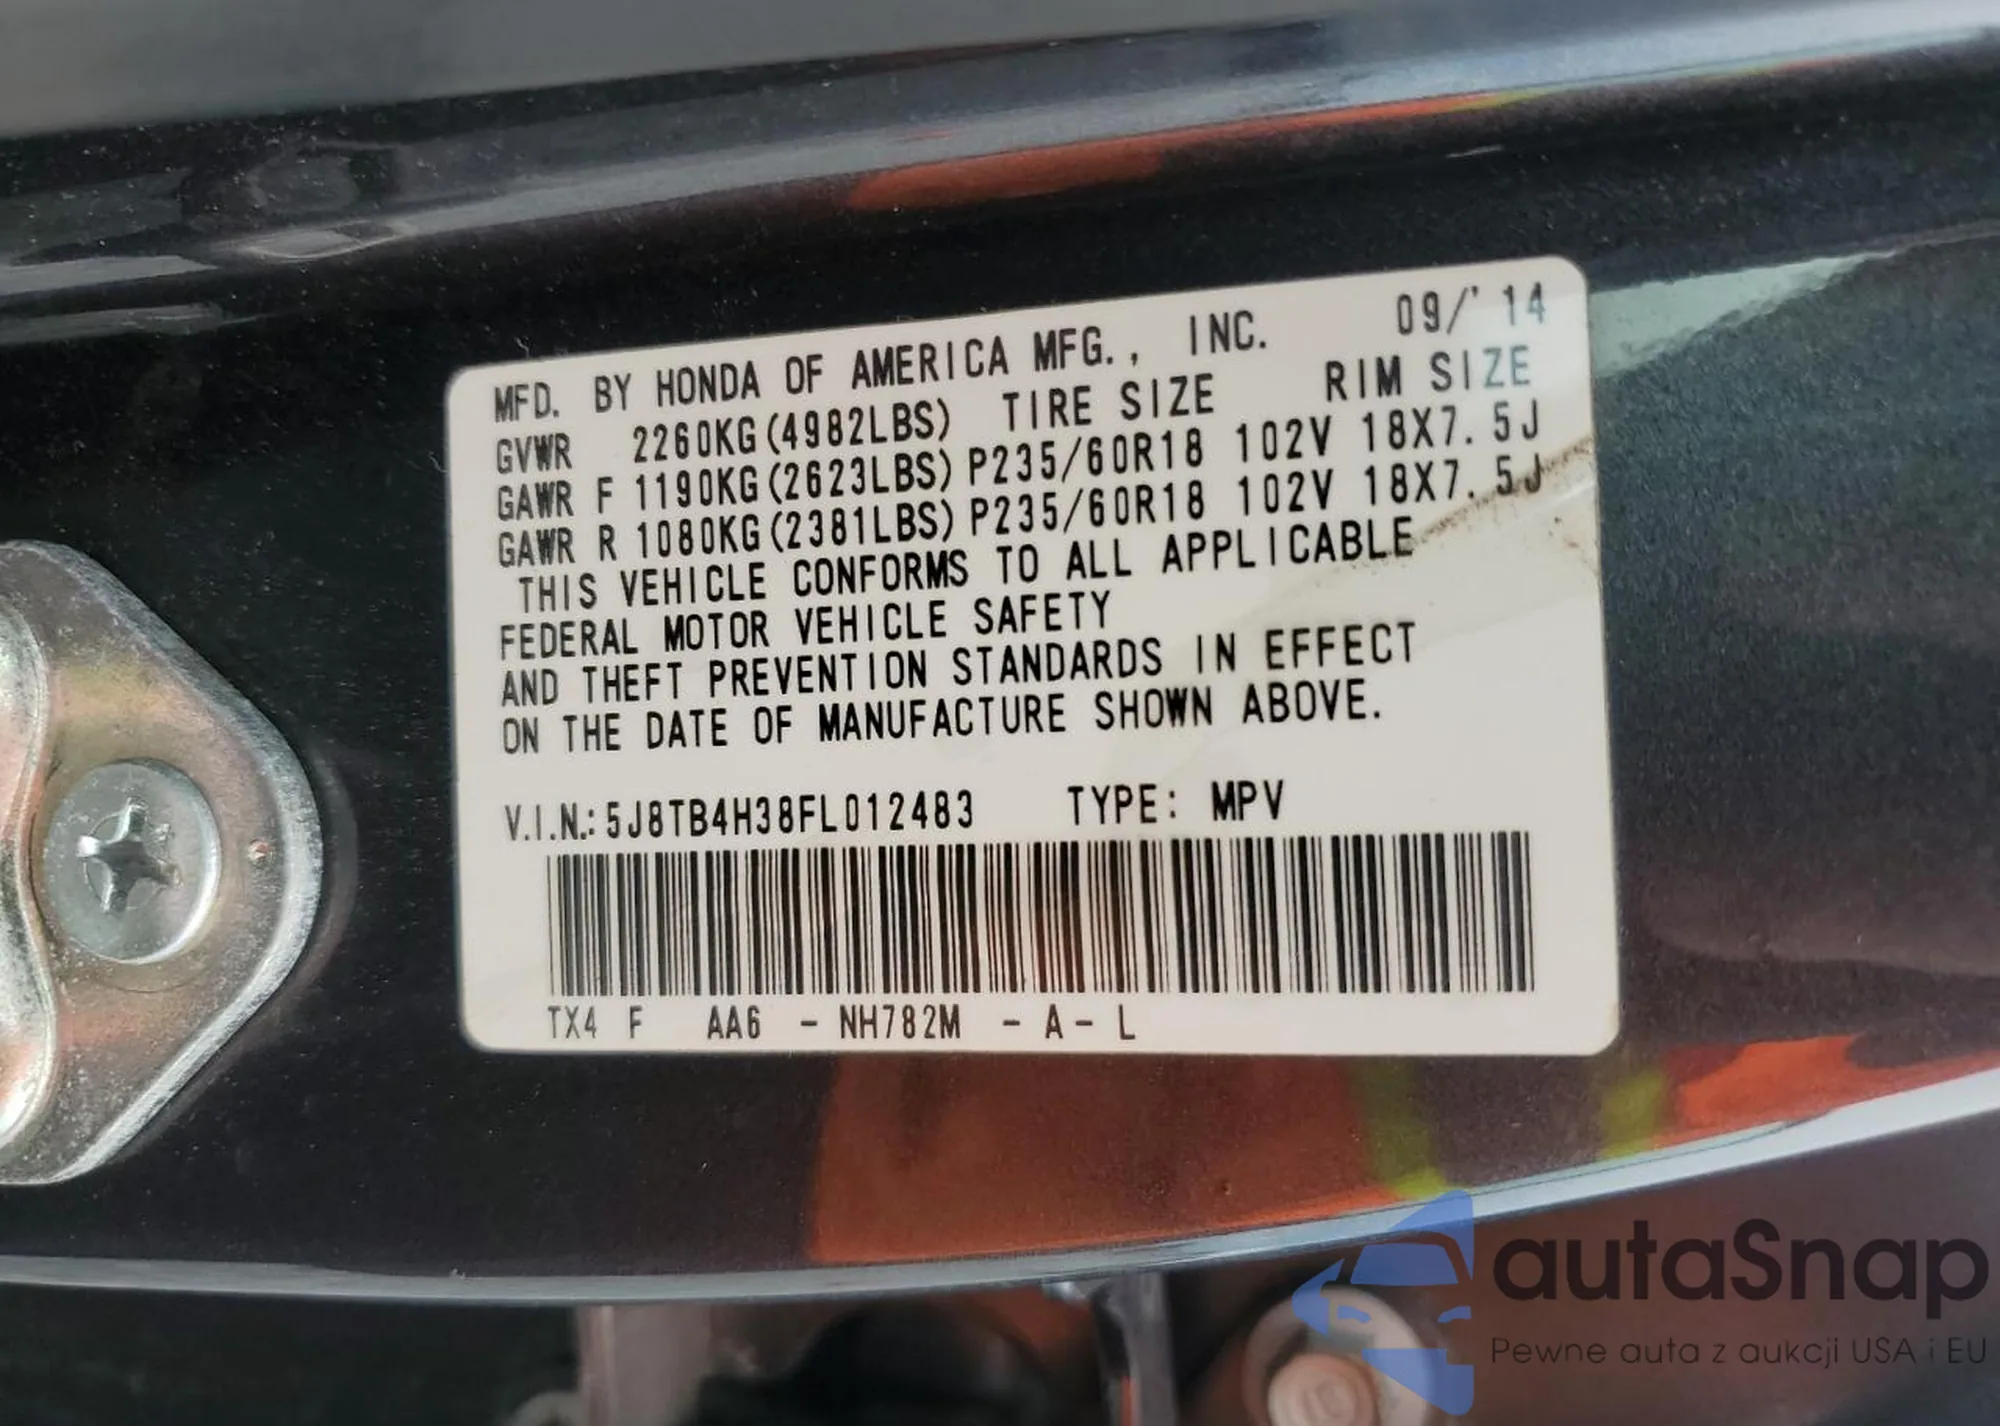 MFD. BY HONDA OF AMERICA MFG., INC. 09/'14
GVWR 2260KG(4982LBS) TIRE SIZE RIM SIZE
GAWR F 1190KG(2623LBS) P235/60R18 102V 18X7.5J
GAWR R 1080KG(2381LBS) P235/60R18 102V 18X7.5J
THIS VEHICLE CONFORMS TO ALL APPLICABLE
FEDERAL MOTOR VEHICLE SAFETY
AND THEFT PREVENTION STANDARDS IN EFFECT
ON THE DATE OF MANUFACTURE SHOWN ABOVE.
V.I.N.: 5J8TB4H38FL012483 TYPE: MPV
TX4 F AA6 - NH782M - A - L
autaSnap
Pewne auta z aukcji USA i EU